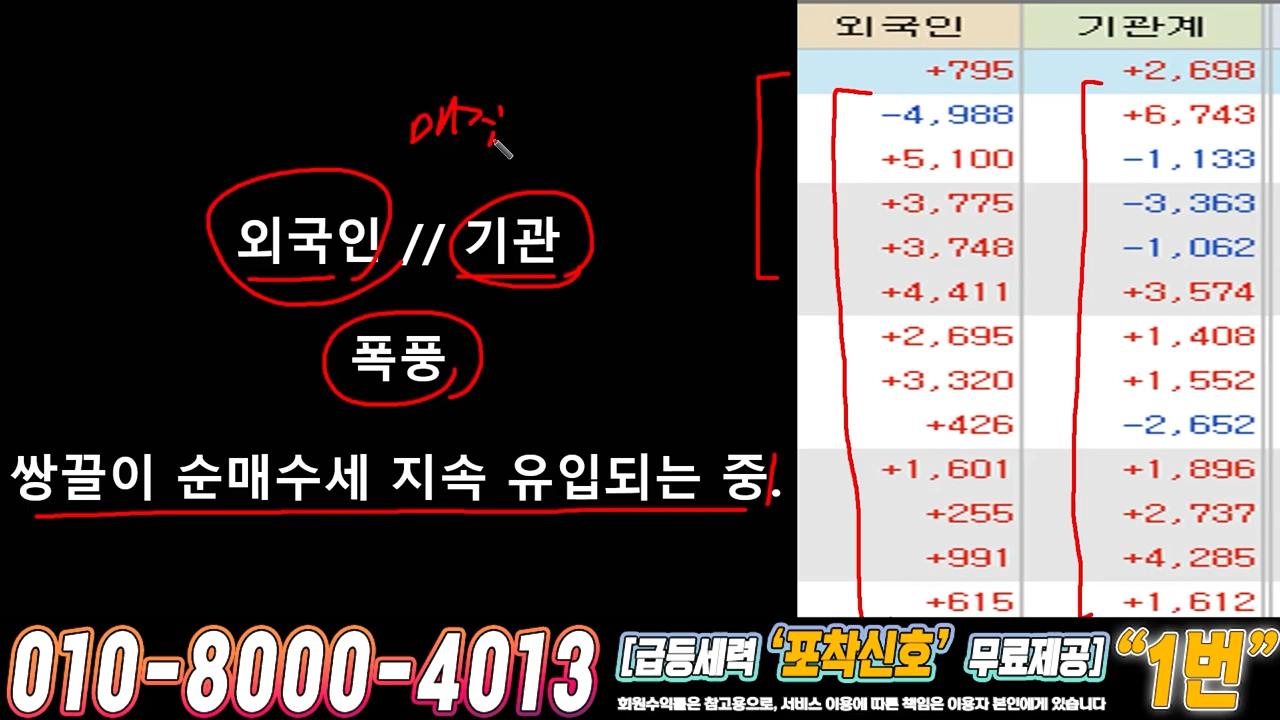 외국인 // 기관
폭풍
쌍끌이 순매수세 지속 유입되는 중.
외국인 기관계
+795 +2,698
-4,988 +6,743
+5,100 -1,133
+3,775 -3,363
+3,748 -1,062
+4,411 +3,574
+2,695 +1,408
+3,320 +1,552
+426 -2,652
+1,601 +1,896
+255 +2,737
+991 +4,285
+615 +1,612
010-8000-4013 [급등세력 '포착신호' 무료제공] "1번"
회원수익률은 참고용으로, 서비스 이용에 따른 책임은 이용자 본인에게 있습니다